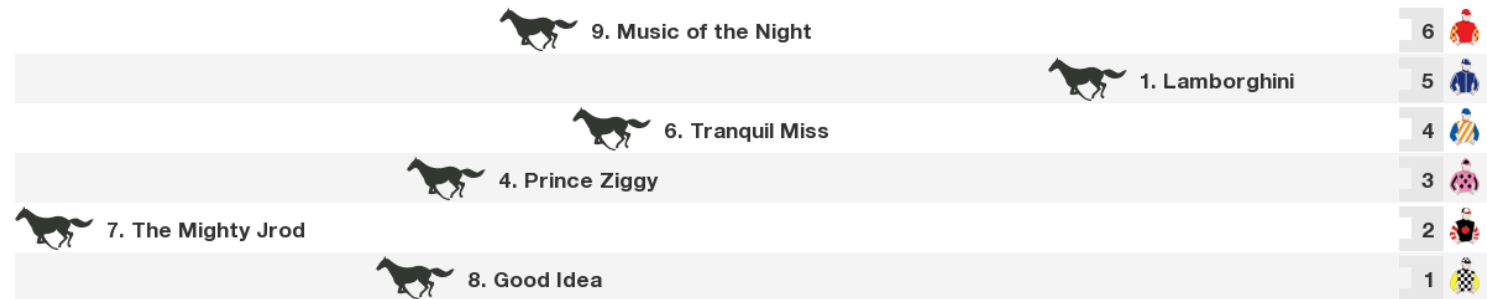 9. Music of the Night 6
1. Lamborghini 5
6. Tranquil Miss 4
4. Prince Ziggy 3
7. The Mighty Jrod 2
8. Good Idea 1